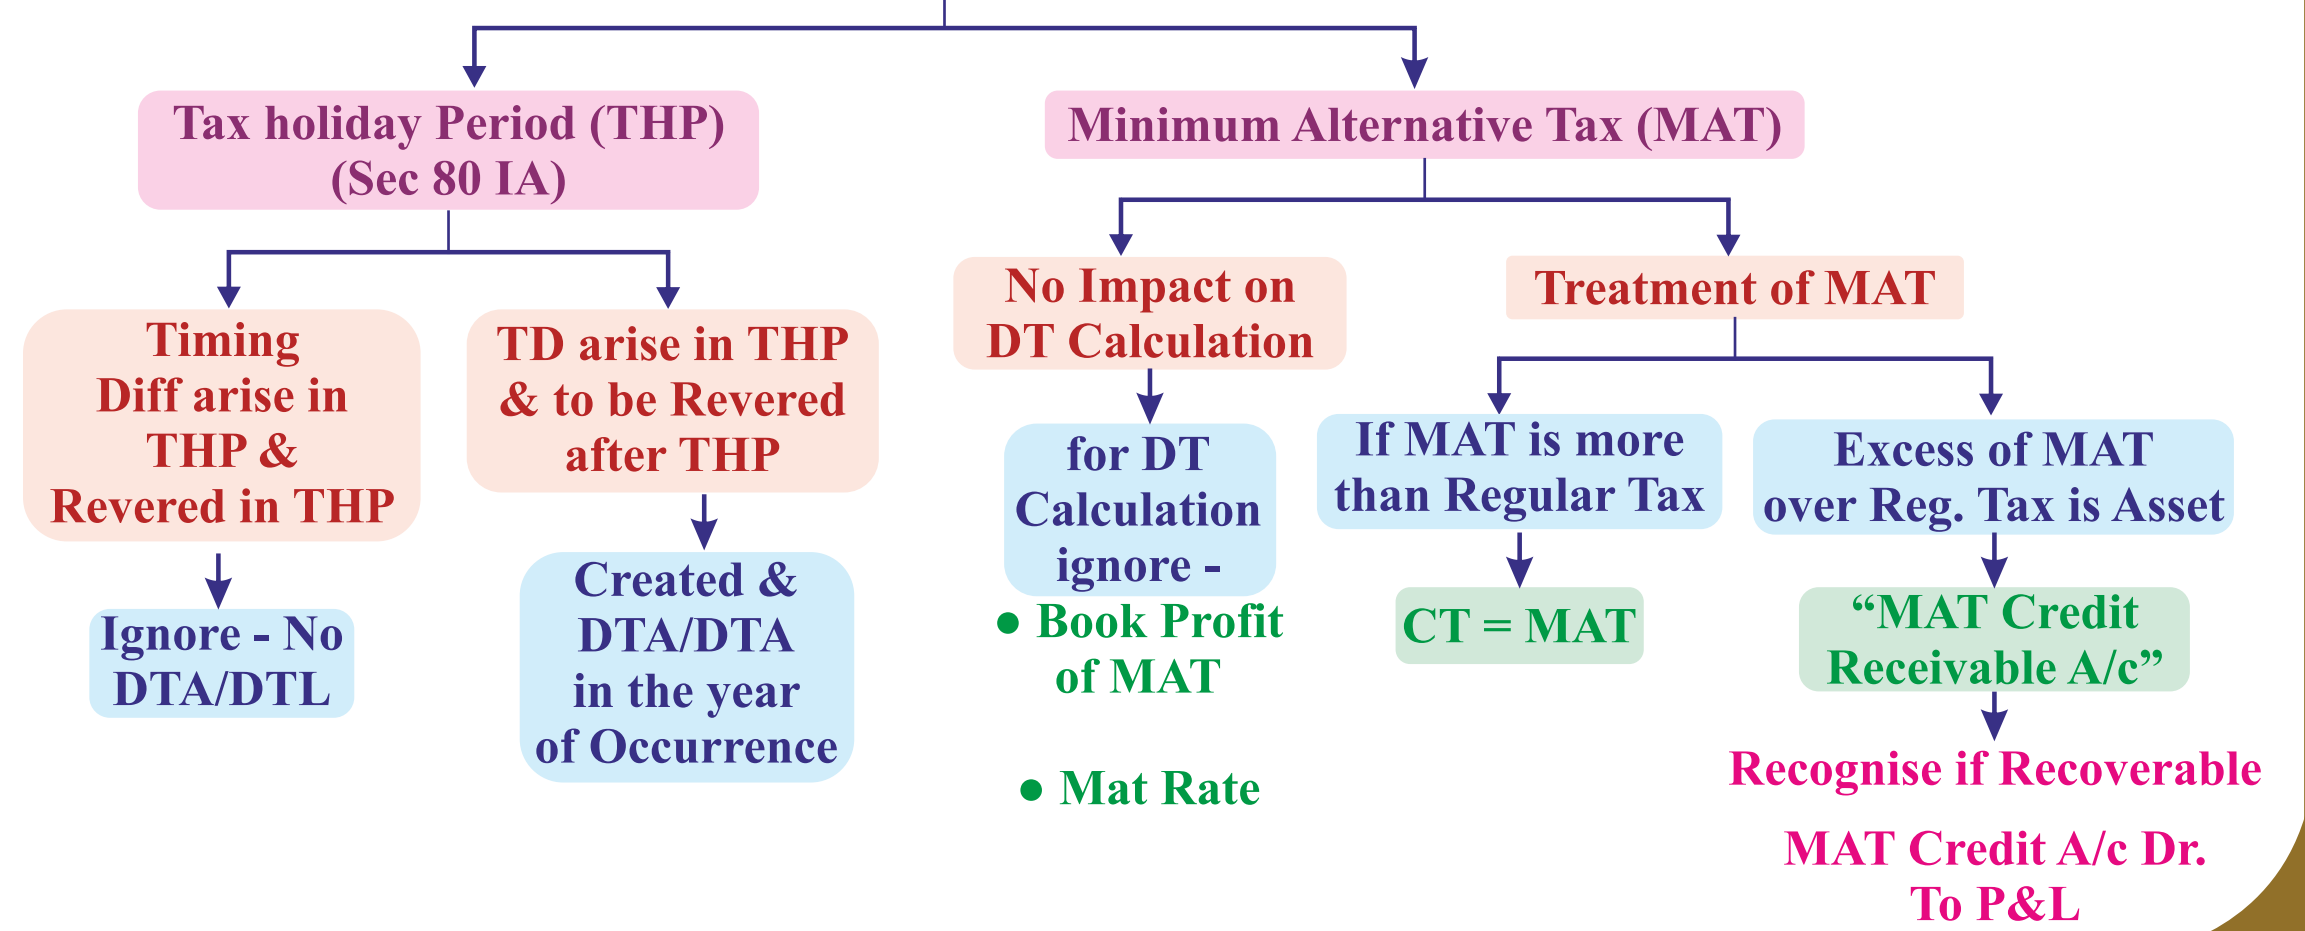 Tax holiday Period (THP)
(Sec 80 IA)
Timing
Diff arise in
THP &
Revered in THP
Ignore - No
DTA/DTL
TD arise in THP
& to be Revered
after THP
Created &
DTA/DTA
in the year
of Occurrence
Minimum Alternative Tax (MAT)
No Impact on
DT Calculation
for DT
Calculation
ignore -
● Book Profit
of MAT
● Mat Rate
Treatment of MAT
If MAT is more
than Regular Tax
CT = MAT
Excess of MAT
over Reg. Tax is Asset
“MAT Credit
Receivable A/c”
Recognise if Recoverable
MAT Credit A/c Dr.
To P&L